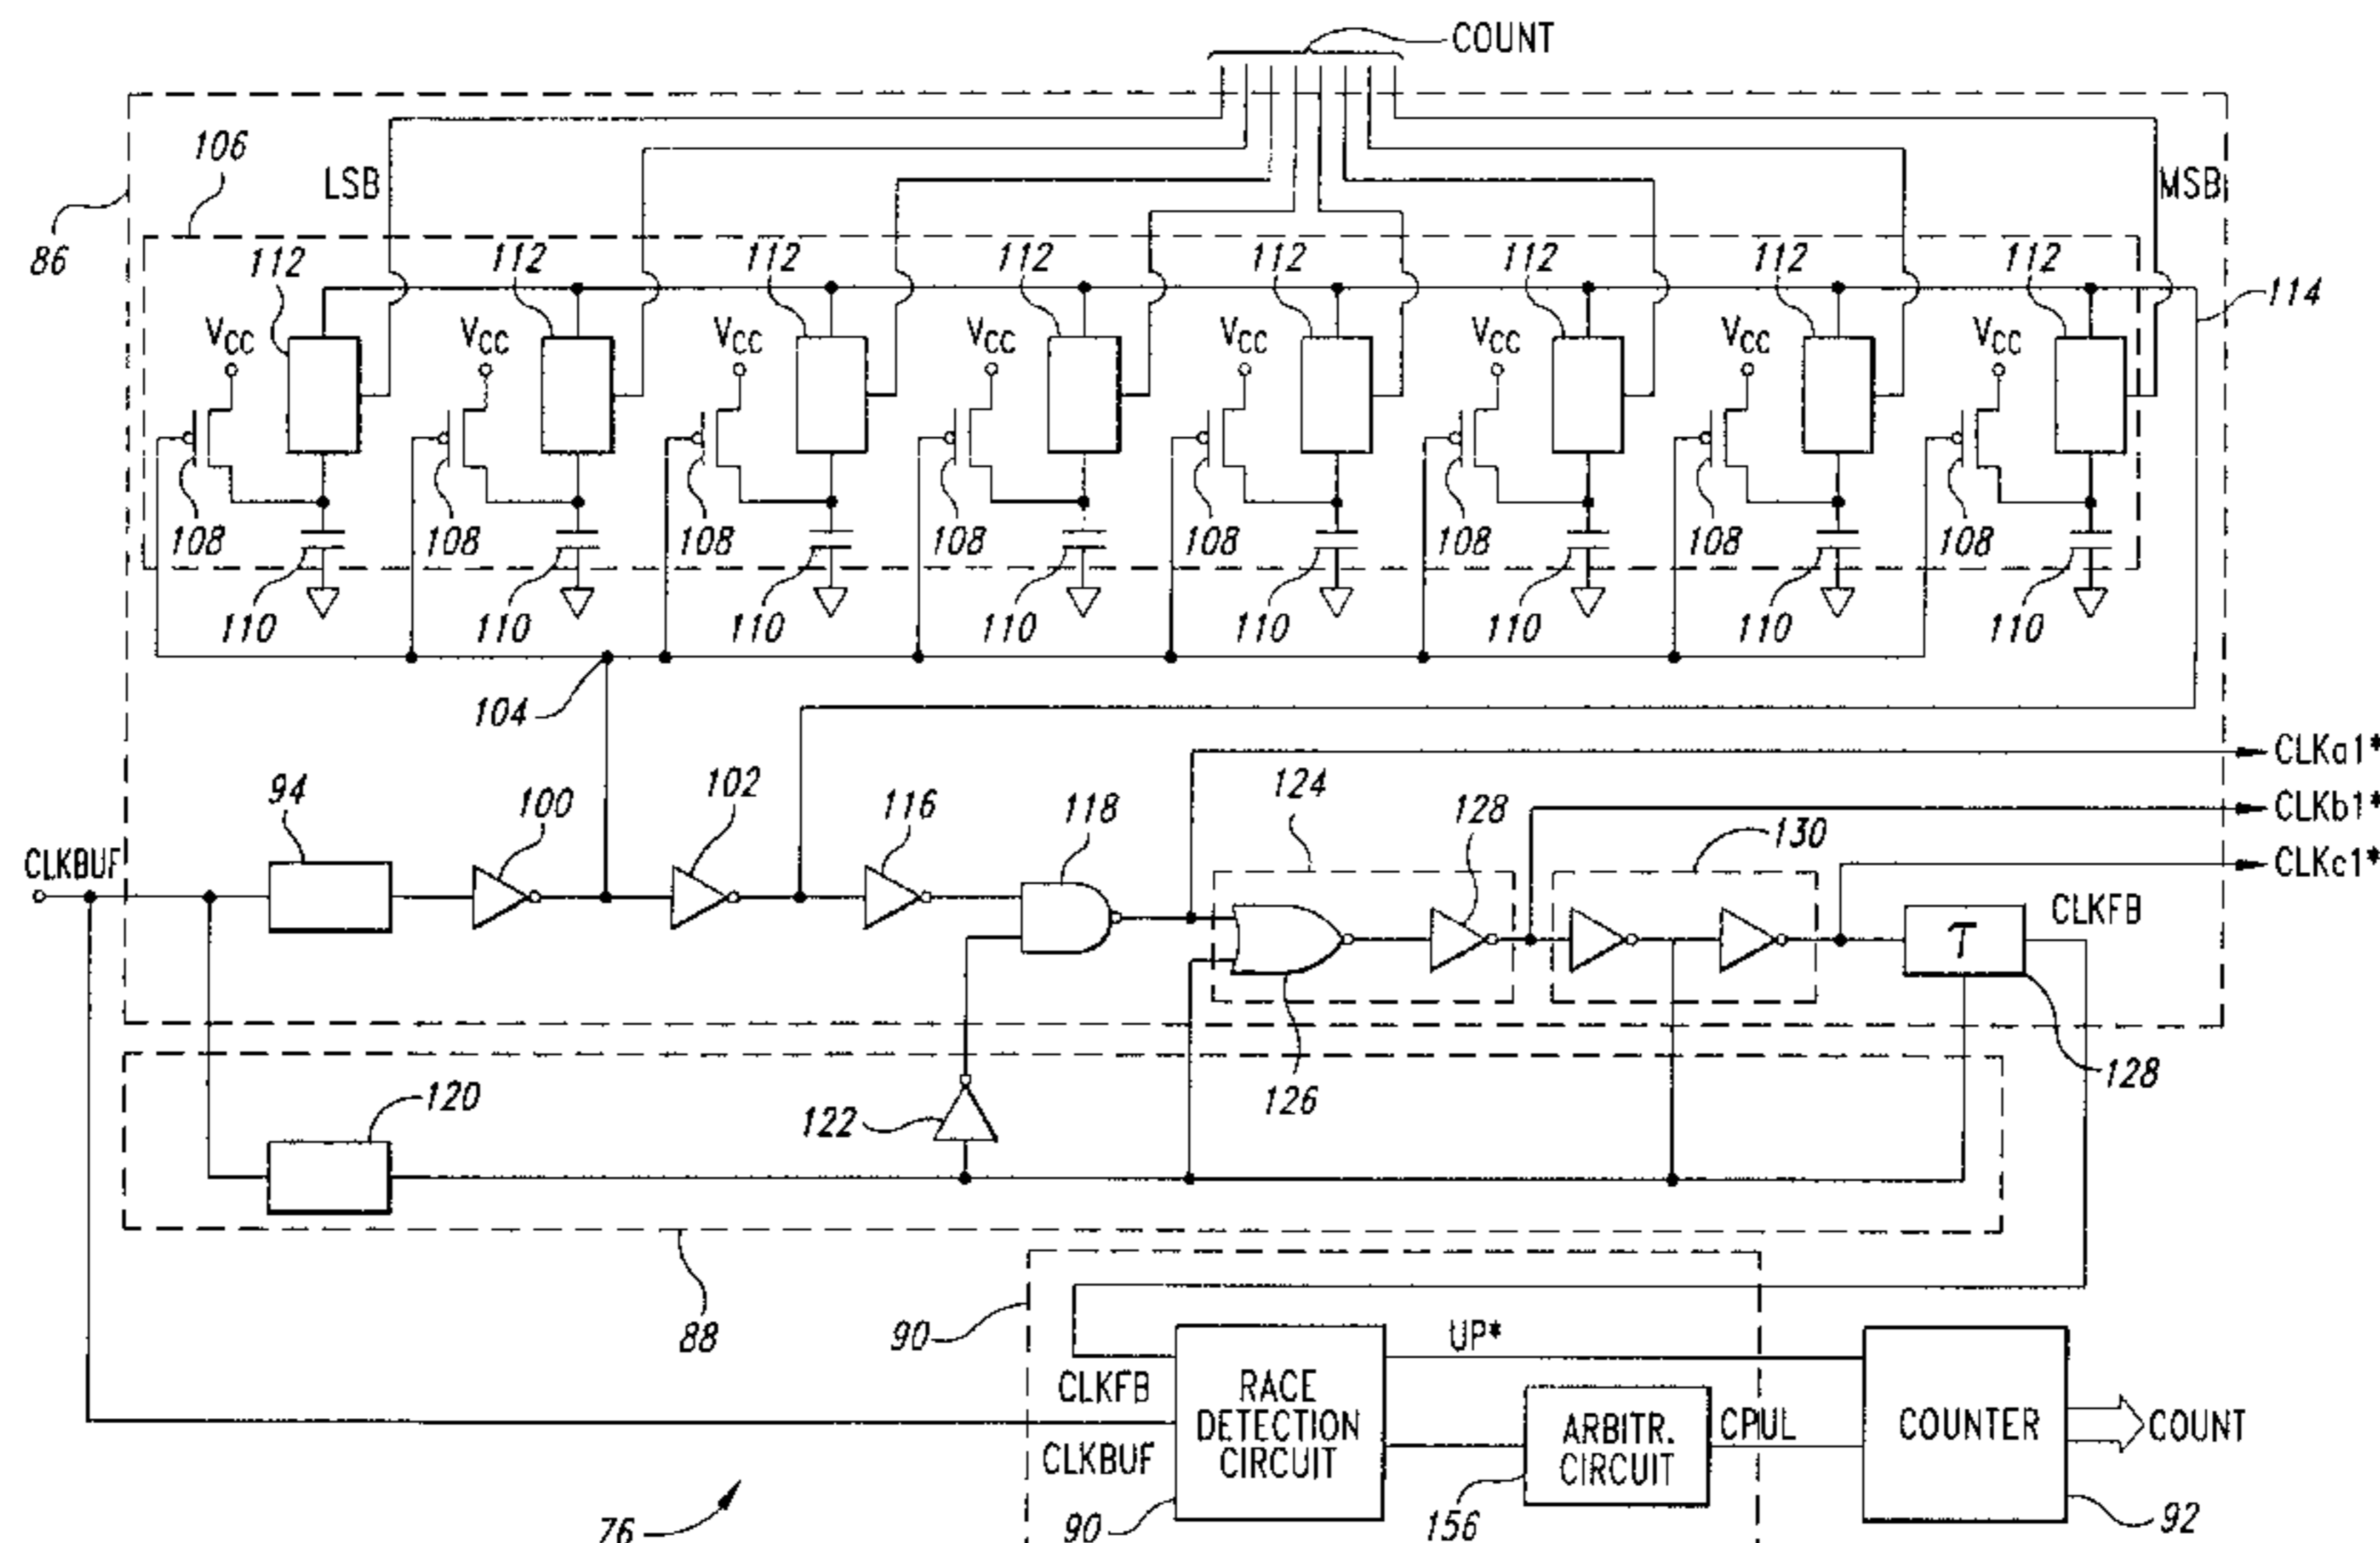 COUNT
106
LSB
MSB
86
112 112 112 112 112 112 112 112
114
VCC VCC VCC VCC VCC VCC VCC VCC
108 108 108 108 108 108 108 108
110 110 110 110 110 110 110 110
104
CLKa1*
94 100 102 116 118 124 128
CLKb1*
130
CLKBUF
CLKc1*
CLKFB
τ
120
122
126
128
88
90
UP*
CLKFB
RACE
DETECTION
CIRCUIT
CLKBUF
ARBITR.
CIRCUIT
CPUL
COUNTER
COUNT
76
90
156
92